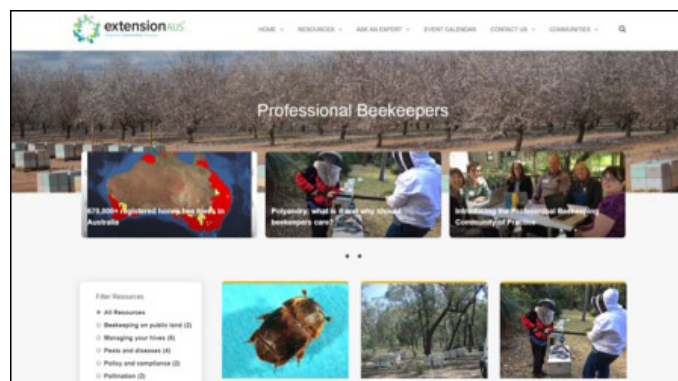 extensionAUS
HOME
RESOURCES
ASK AN EXPERT
EVENT CALENDAR
CONTACT US
COMMUNITIES
Professional Beekeepers
670,000+ registered honey bee hives in
Australia
Polyandry: what is it and why should
beekeepers care?
Introducing the Professional Beekeeping
Community of Practice
Filter Resources
All Resources
Beekeeping on public land (2)
Managing your hives (6)
Pests and diseases (4)
Policy and compliance (2)
Pollination (2)